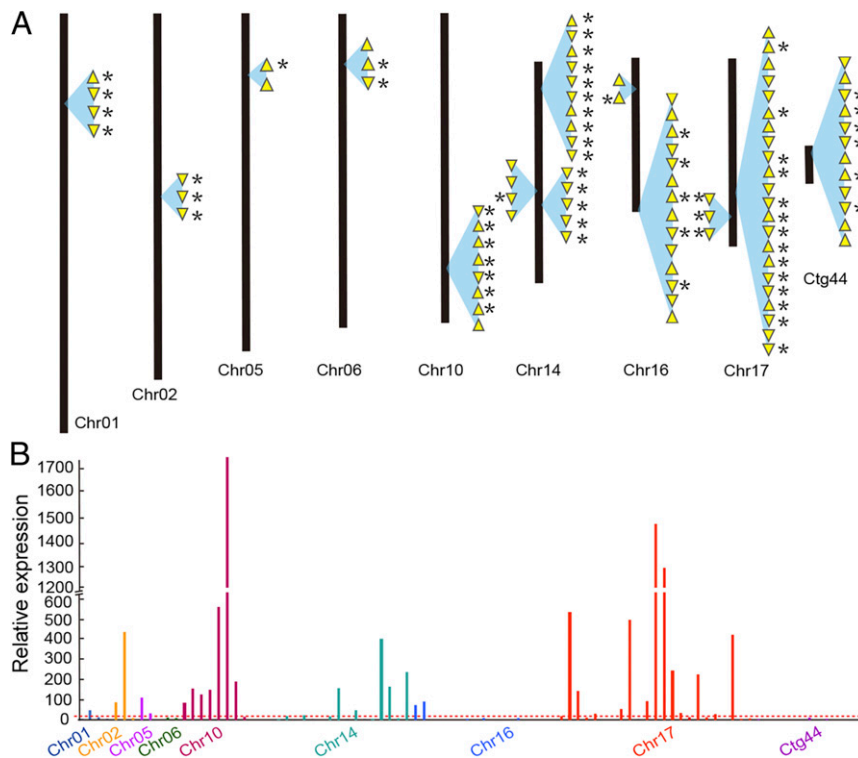 A
Chr01
Chr02
Chr05
Chr06
Chr10
Chr14
Chr16
Chr17
Ctg44
B
Relative expression
1700
1600
1500
1400
1300
1200
600
500
400
300
200
100
0
Chr01
Chr02
Chr05
Chr06
Chr10
Chr14
Chr16
Chr17
Ctg44